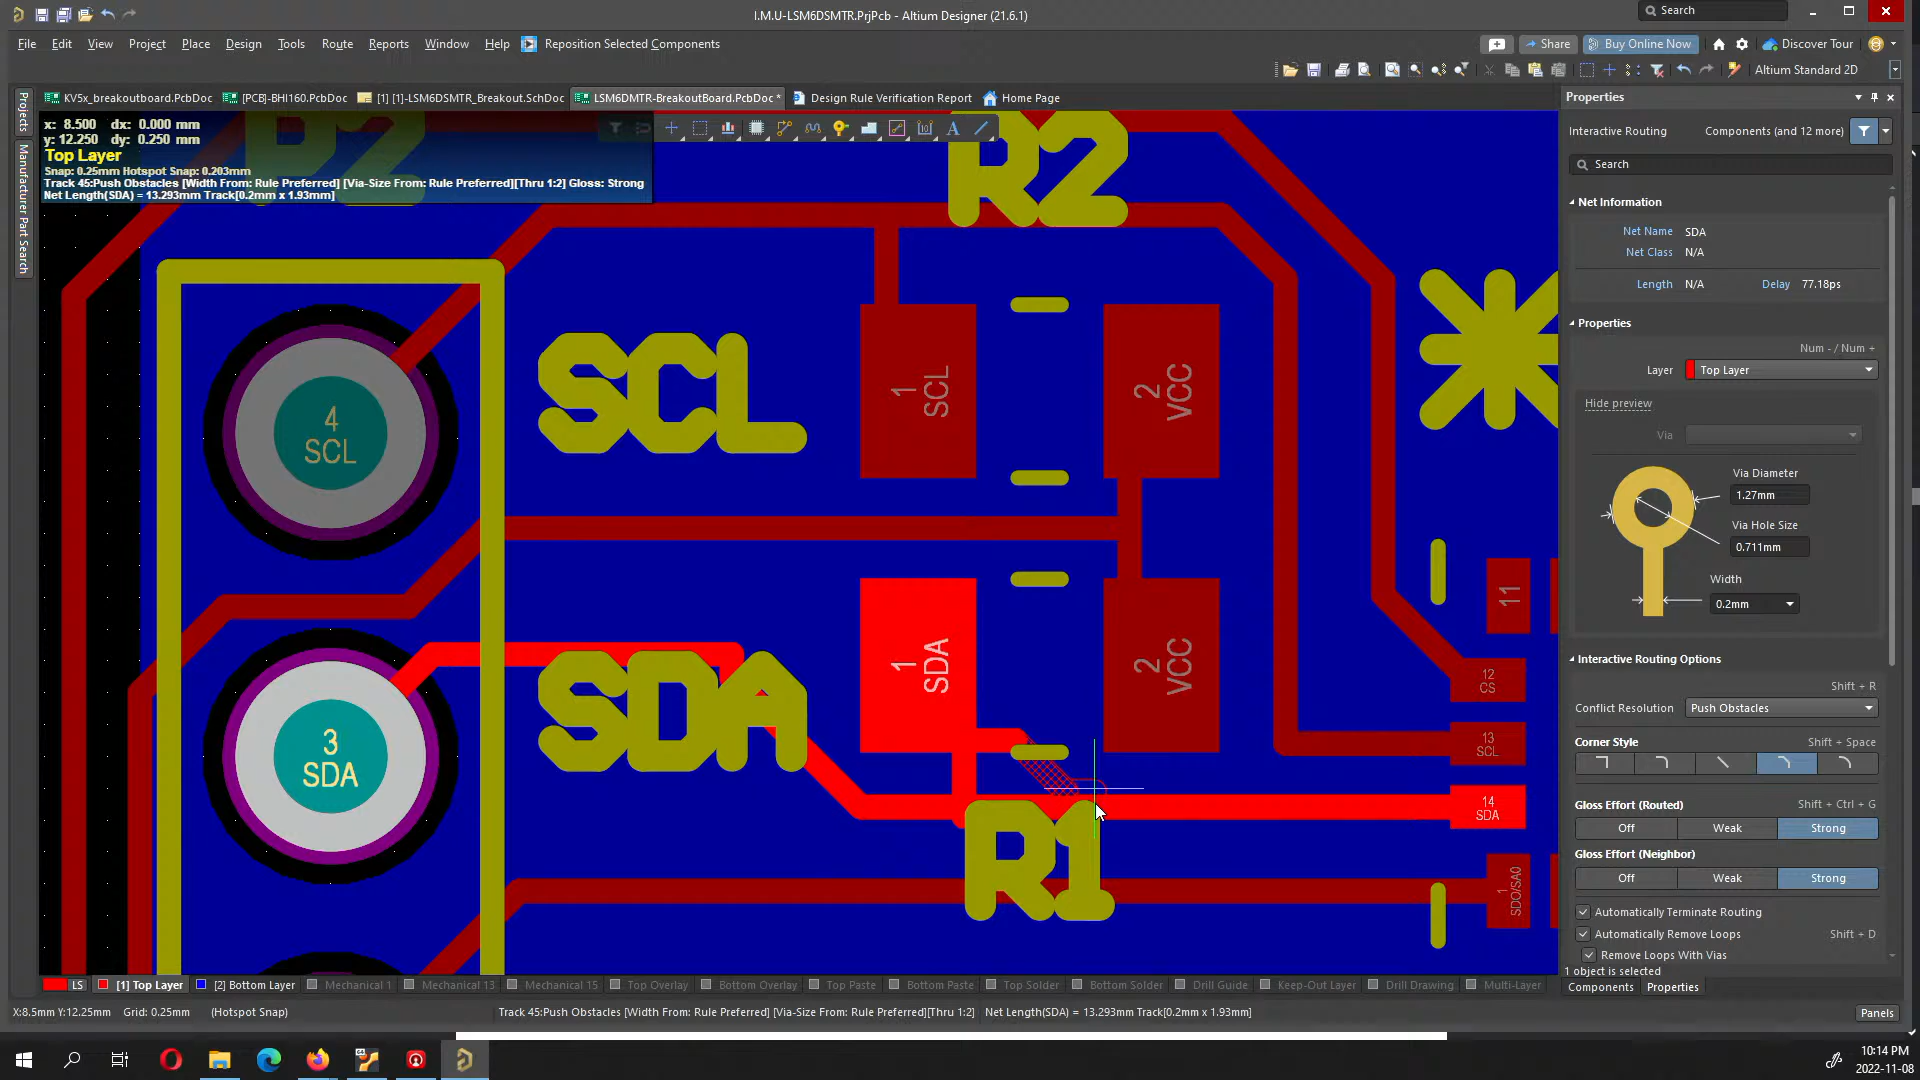 I.M.U-LSM6DSMTR.PrjPcb - Altium Designer (21.6.1)
Search
File Edit View Project Place Design Tools Route Reports Window Help Reposition Selected Components
Share Buy Online Now Discover Tour
Altium Standard 2D
KV5x_breakoutboard.PcbDoc [PCB]-BHI160.PcbDoc [1] [1]-LSM6DSMTR_Breakout.SchDoc LSM6DMTR-BreakoutBoard.PcbDoc * Design Rule Verification Report Home Page
Projects
Manufacturer Part Search
x: 8.500 dx: 0.000 mm
y: 12.250 dy: 0.250 mm
Top Layer
Snap: 0.25mm Hotspot Snap: 0.203mm
Track 45:Push Obstacles [Width From: Rule Preferred] [Via-Size From: Rule Preferred][Thru 1:2] Gloss: Strong
Net Length(SDA) = 13.293mm Track[0.2mm x 1.93mm]
R2
R2
4
SCL
SCL
1
SCL
2
VCC
3
SDA
SDA
1
SDA
2
VCC
R1
11
12
CS
13
SCL
14
SDA
1
SDO/SA0
Properties
Interactive Routing Components (and 12 more)
Search
Net Information
Net Name SDA
Net Class N/A
Length N/A Delay 77.18ps
Properties
Num - / Num +
Layer Top Layer
Hide preview
Via
Via Diameter
1.27mm
Via Hole Size
0.711mm
Width
0.2mm
Interactive Routing Options
Shift + R
Conflict Resolution Push Obstacles
Corner Style Shift + Space
Gloss Effort (Routed) Shift + Ctrl + G
Off Weak Strong
Gloss Effort (Neighbor)
Off Weak Strong
Automatically Terminate Routing
Automatically Remove Loops Shift + D
Remove Loops With Vias
1 object is selected
Components Properties
LS [1] Top Layer [2] Bottom Layer Mechanical 1 Mechanical 13 Mechanical 15 Top Overlay Bottom Overlay Top Paste Bottom Paste Top Solder Bottom Solder Drill Guide Keep-Out Layer Drill Drawing Multi-Layer
X:8.5mm Y:12.25mm Grid: 0.25mm (Hotspot Snap) Track 45:Push Obstacles [Width From: Rule Preferred] [Via-Size From: Rule Preferred][Thru 1:2] Net Length(SDA) = 13.293mm Track[0.2mm x 1.93mm] Panels
10:14 PM
2022-11-08